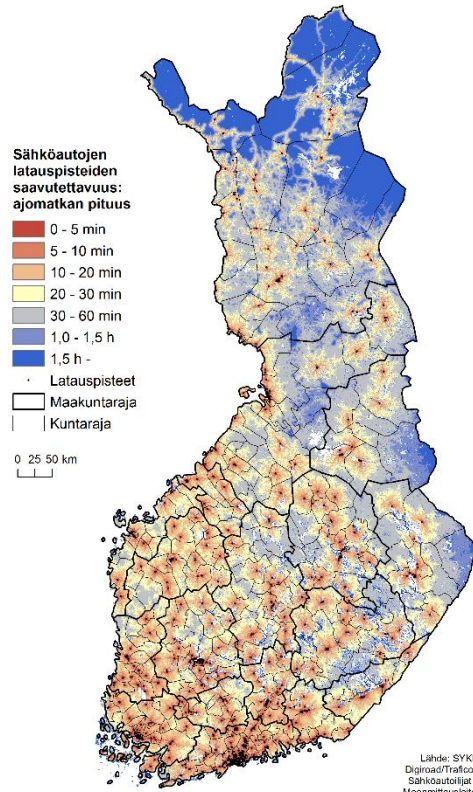 Sähköautojen
latauspisteiden
saavutettavuus:
ajomatkan pituus
0 - 5 min
5 - 10 min
10 - 20 min
20 - 30 min
30 - 60 min
1,0 - 1,5 h
1,5 h -
Latauspisteet
Maakuntaraja
Kuntaraja
0 25 50 km
Lähde: SYK
Digiroad/Trafico
Sähköautoilijat